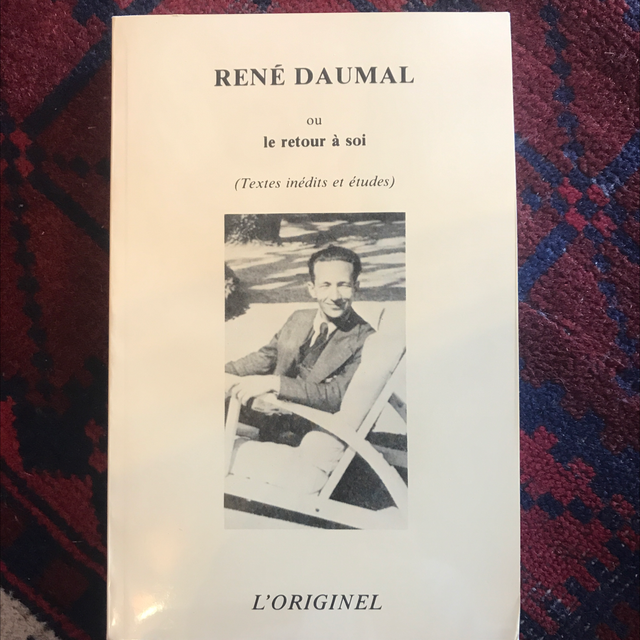 RENÉ DAUMAL
ou
le retour à soi
(Textes inédits et études)
L'ORIGINEL